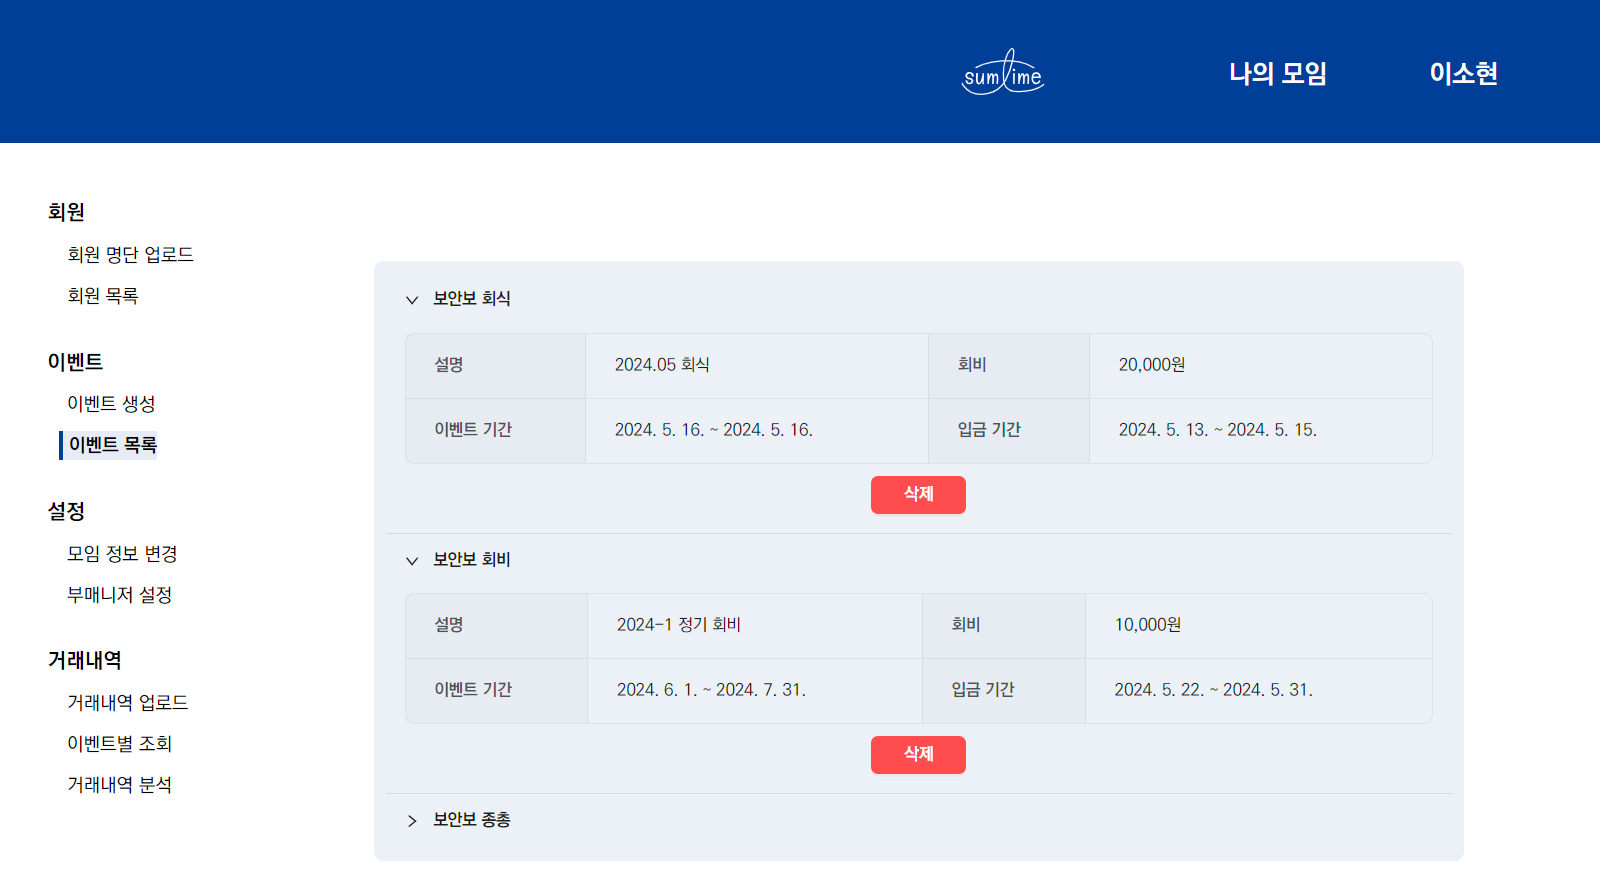 sumlime
나의 모임
이소현
회원
회원 명단 업로드
회원 목록
이벤트
이벤트 생성
이벤트 목록
설정
모임 정보 변경
부매니저 설정
거래내역
거래내역 업로드
이벤트별 조회
거래내역 분석
보안보 회식
설명 2024.05 회식 회비 20,000원
이벤트 기간 2024. 5. 16. ~ 2024. 5. 16. 입금 기간 2024. 5. 13. ~ 2024. 5. 15.
삭제
보안보 회비
설명 2024-1 정기 회비 회비 10,000원
이벤트 기간 2024. 6. 1. ~ 2024. 7. 31. 입금 기간 2024. 5. 22. ~ 2024. 5. 31.
삭제
보안보 종총